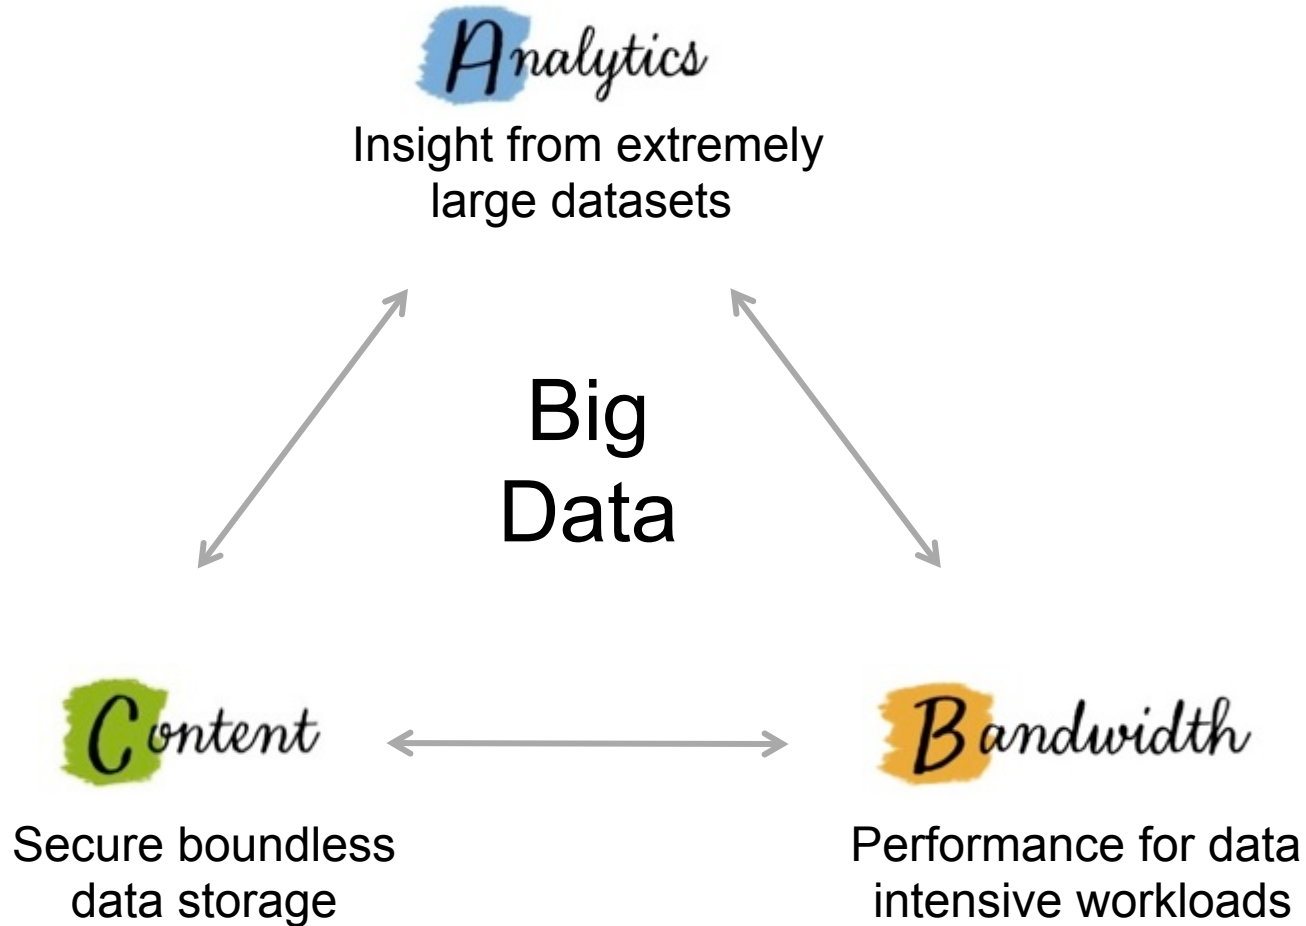 Analytics
Insight from extremely
large datasets
Big
Data
Content
Secure boundless
data storage
Bandwidth
Performance for data
intensive workloads